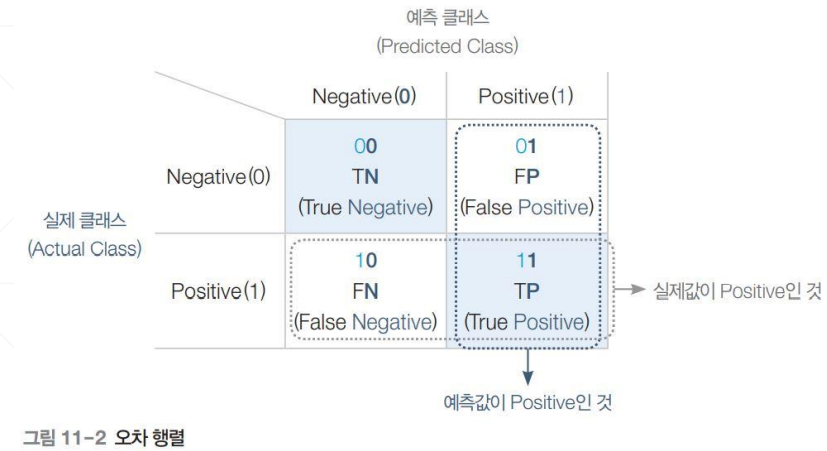 예측 클래스
(Predicted Class)
Negative(0) Positive(1)
00 01
Negative(0) TN FP
(True Negative) (False Positive)
실제 클래스
(Actual Class)
10 11
Positive(1) FN TP
(False Negative) (True Positive)
실제값이 Positive인 것
예측값이 Positive인 것
그림 11-2 오차 행렬